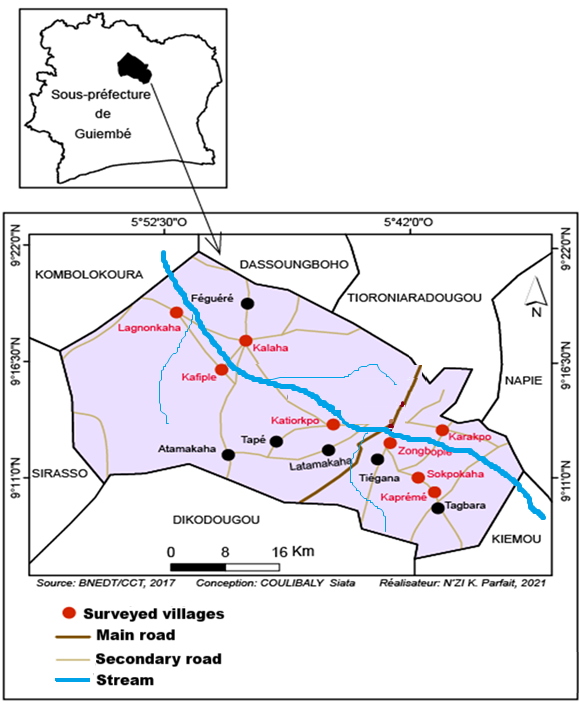 Sous-préfecture
de
Guiembé
5°52'30"O
5°42'0"O
9°22'0"N
9°22'0"N
KOMBOLOKOURA
DASSOUNGBOHO
TIORONIARADOUGOU
Féguéré
Lagnonkaha
N
Kalaha
9°16'30"N
9°16'30"N
Kafiple
NAPIE
Katiorkpo
Karakpo
Tapé
Zongbopie
Atamakaha
Latamakaha
Tiégana
Sokpokaha
SIRASSO
9°11'0"N
9°11'0"N
Kaprémé
Tagbara
DIKODOUGOU
KIEMOU
0 8 16 Km
Source: BNEDT/CCT, 2017 Conception: COULIBALY Siata Réalisateur: N'ZI K. Parfait, 2021
Surveyed villages
Main road
Secondary road
Stream